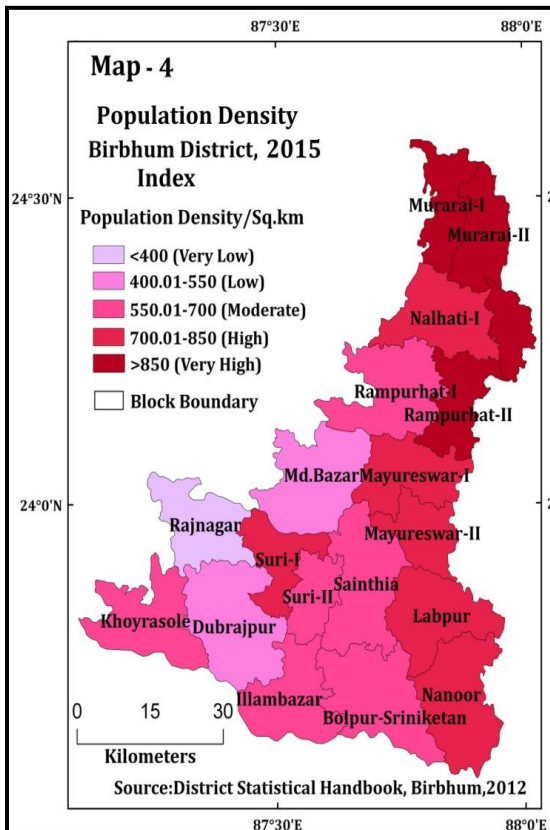 87°30'E
88°0'E
Map - 4
Population Density
Birbhum District, 2015
Index
24°30'N
Population Density/Sq.km
<400 (Very Low)
400.01-550 (Low)
550.01-700 (Moderate)
700.01-850 (High)
>850 (Very High)
Block Boundary
Murarai-I
Murarai-II
Nalhati-I
Rampurhat-I
Rampurhat-II
Md.Bazar
Mayureswar-I
24°0'N
Rajnagar
Mayureswar-II
Suri-I
Sainthia
Suri-II
Khoyrasole
Dubrajpur
Labpur
Illambazar
Nanoor
Bolpur-Sriniketan
0 15 30
Kilometers
Source:District Statistical Handbook, Birbhum,2012
87°30'E
88°0'E